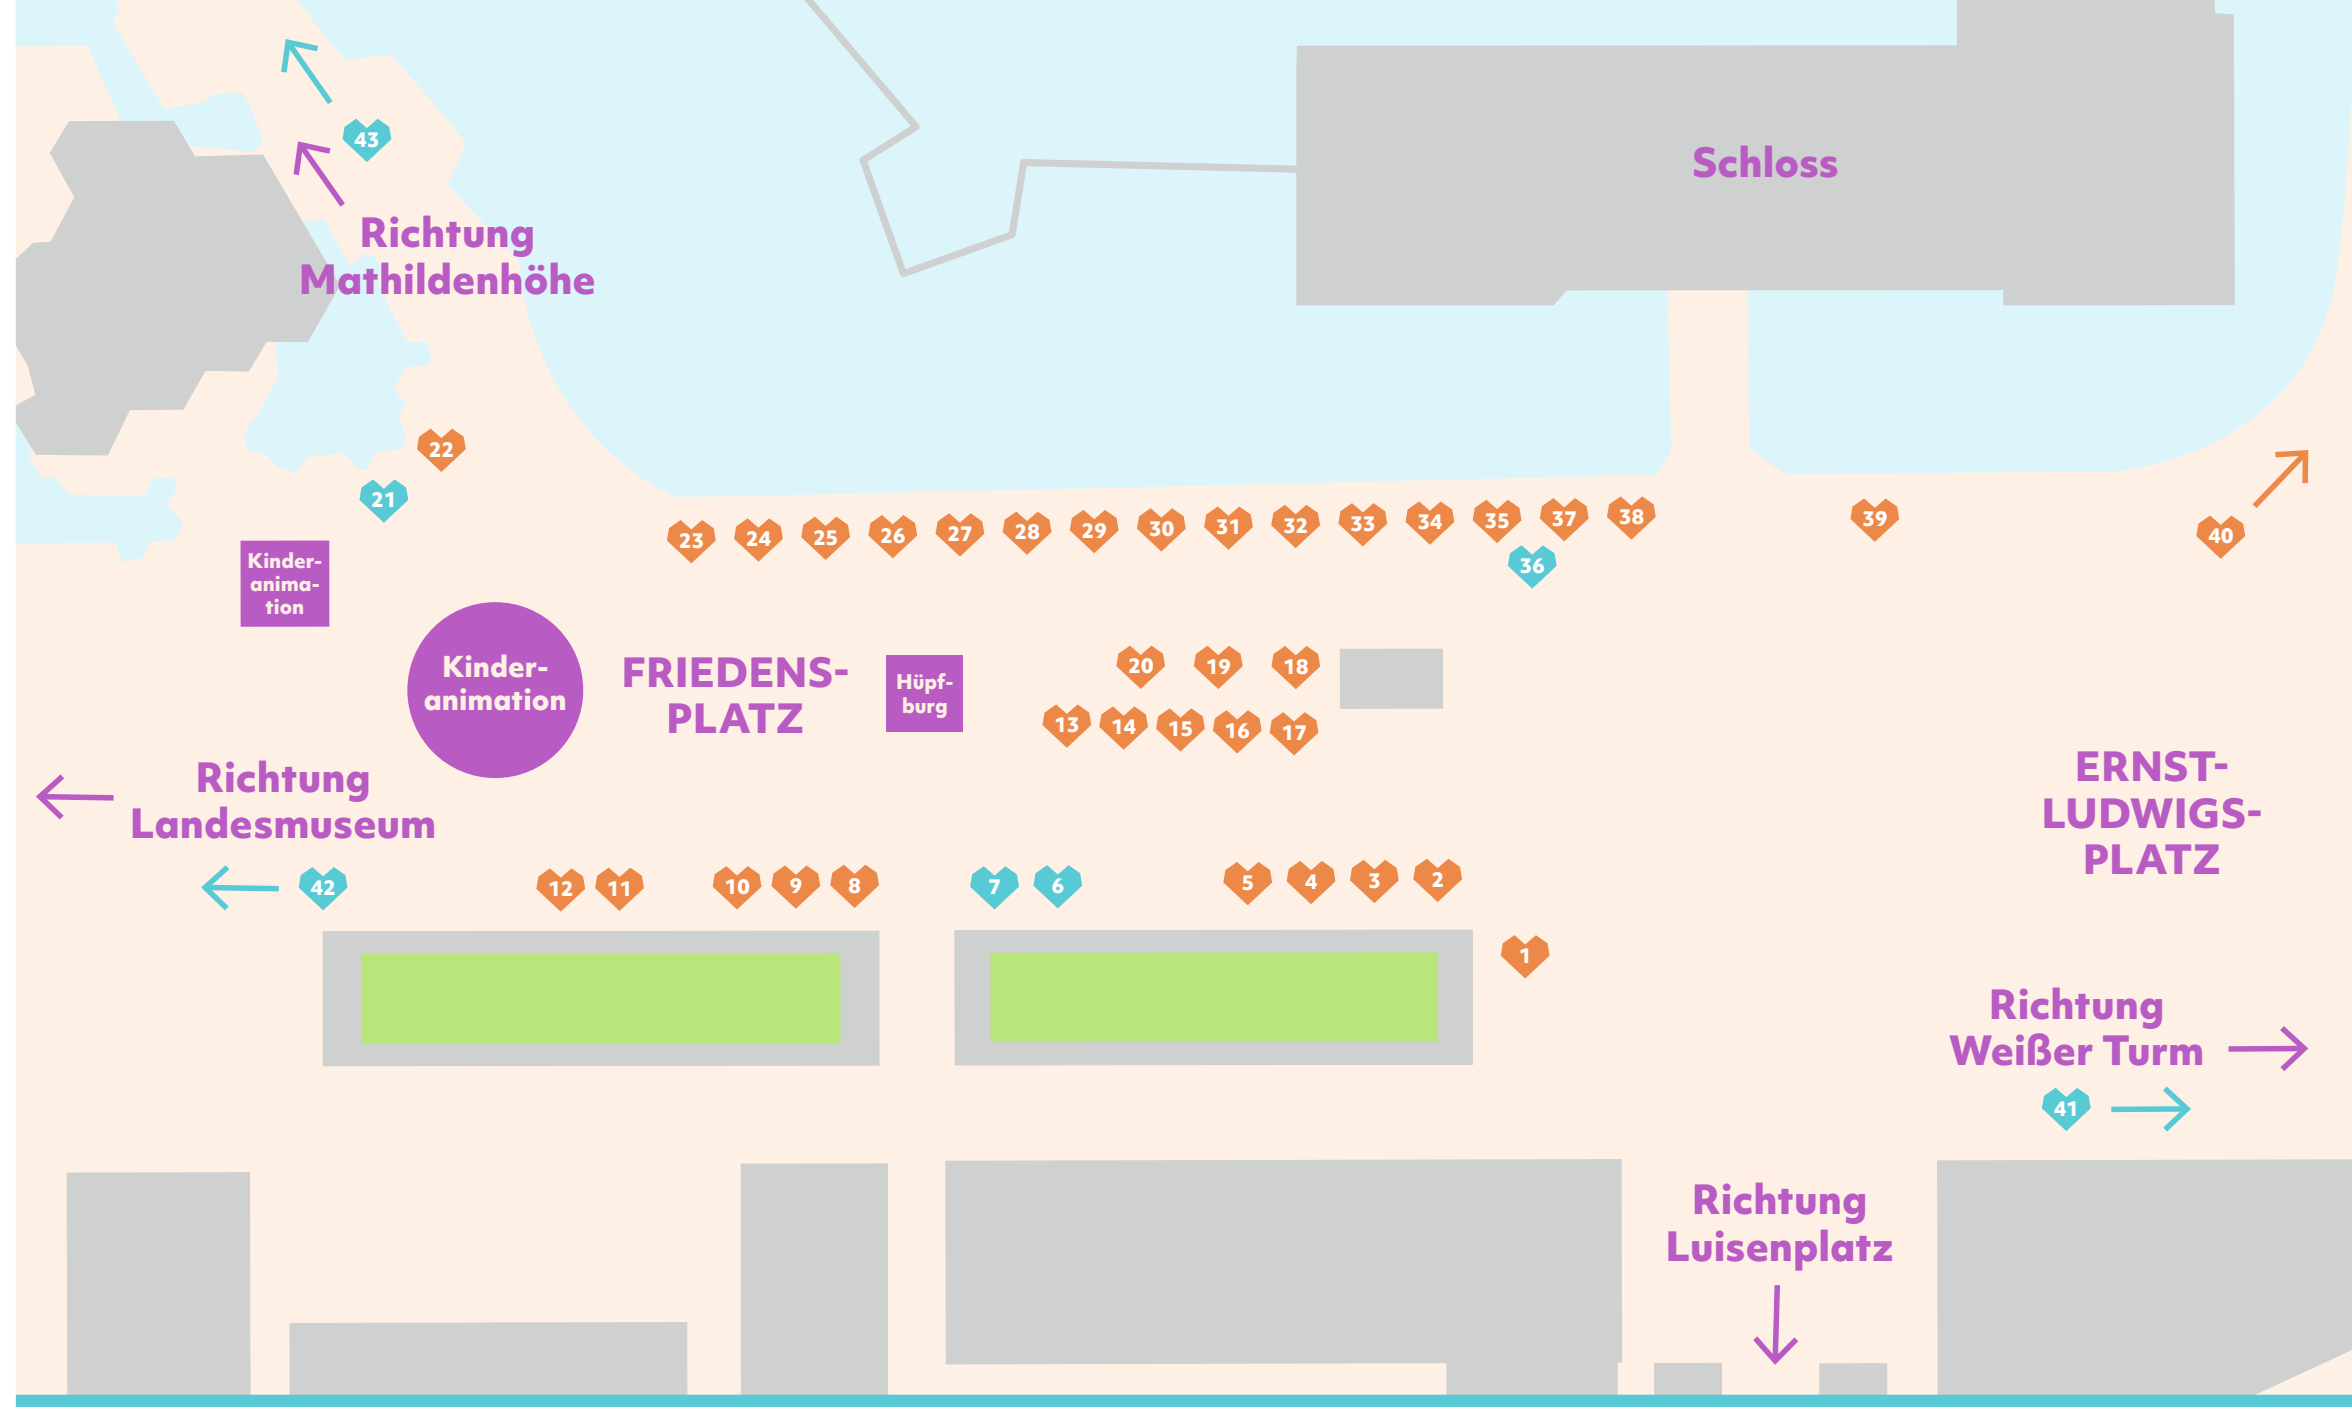 43
Schloss
Richtung
Mathildenhöhe
22
21
23 24 25 26 27 28 29 30 31 32 33 34 35 37 38
39
40
36
Kinder-
anima-
tion
Kinder-
animation
FRIEDENS-
PLATZ
Hüpf-
burg
20 19 18
13 14 15 16 17
Richtung
Landesmuseum
ERNST-
LUDWIGS-
PLATZ
42
12 11 10 9 8 7 6 5 4 3 2
1
Richtung
Weißer Turm
41
Richtung
Luisenplatz